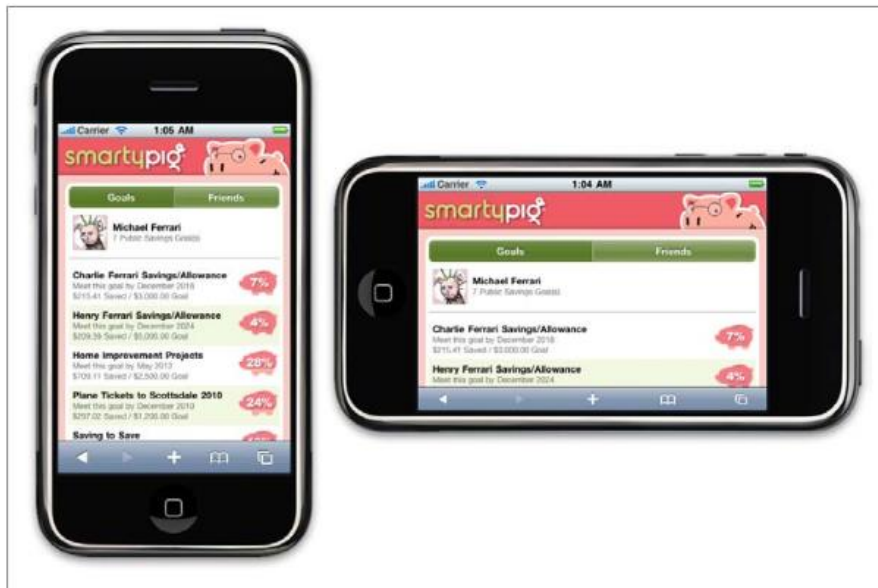 Carrier 1:05 AM
smartypig
Goals Friends
Michael Ferrari
7 Public Savings Goal(s)
Charlie Ferrari Savings/Allowance
Meet this goal by December 2018
$215.41 Saved / $3,000.00 Goal
7%
Henry Ferrari Savings/Allowance
Meet this goal by December 2024
$209.39 Saved / $5,000.00 Goal
4%
Home Improvement Projects
Meet this goal by May 2012
$709.11 Saved / $2,500.00 Goal
28%
Plane Tickets to Scottsdale 2010
Meet this goal by December 2010
$297.02 Saved / $1,200.00 Goal
24%
Saving to Save
Carrier 1:04 AM
smartypig
Goals Friends
Michael Ferrari
7 Public Savings Goal(s)
Charlie Ferrari Savings/Allowance
Meet this goal by December 2018
$215.41 Saved / $3,000.00 Goal
7%
Henry Ferrari Savings/Allowance
Meet this goal by December 2024
4%